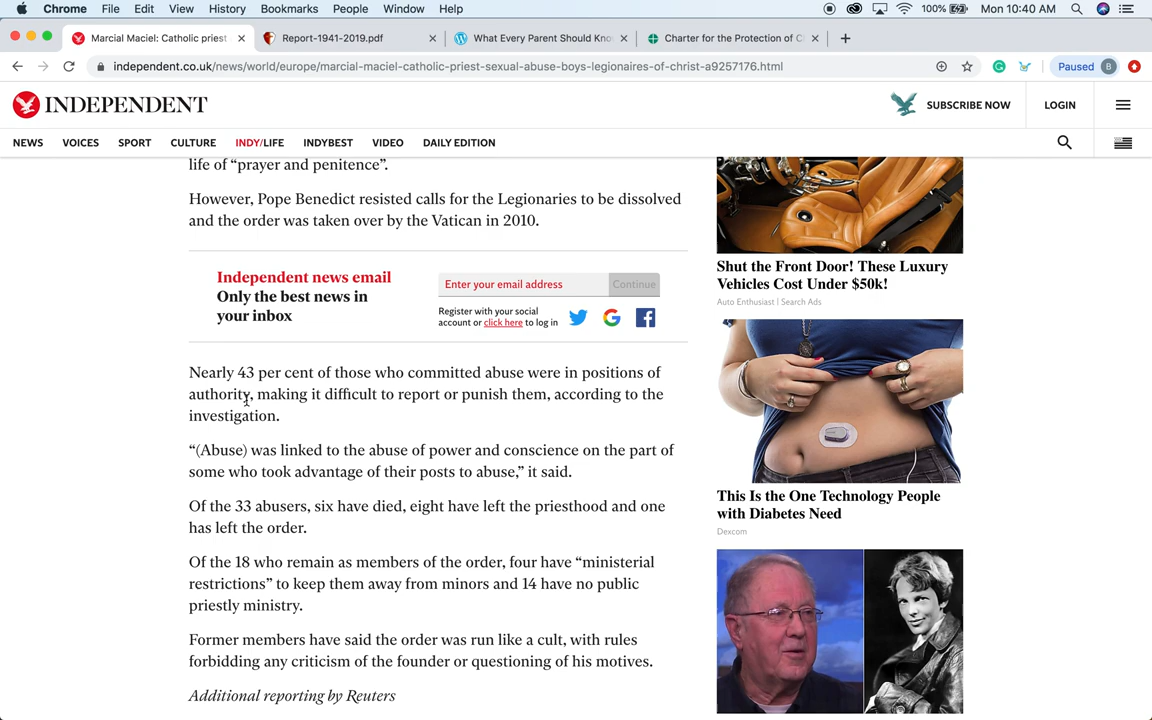 Chrome File Edit View History Bookmarks People Window Help 100% Mon 10:40 AM
Marcial Maciel: Catholic priest Report-1941-2019.pdf What Every Parent Should Kno Charter for the Protection of C
independent.co.uk/news/world/europe/marcial-maciel-catholic-priest-sexual-abuse-boys-legionaires-of-christ-a9257176.html Paused B
INDEPENDENT SUBSCRIBE NOW LOGIN
NEWS VOICES SPORT CULTURE INDY/LIFE INDYBEST VIDEO DAILY EDITION
life of “prayer and penitence”.
However, Pope Benedict resisted calls for the Legionaries to be dissolved
and the order was taken over by the Vatican in 2010.
Independent news email
Only the best news in
your inbox
Enter your email address Continue
Register with your social
account or click here to log in
Nearly 43 per cent of those who committed abuse were in positions of
authority, making it difficult to report or punish them, according to the
investigation.
“(Abuse) was linked to the abuse of power and conscience on the part of
some who took advantage of their posts to abuse,” it said.
Of the 33 abusers, six have died, eight have left the priesthood and one
has left the order.
Of the 18 who remain as members of the order, four have “ministerial
restrictions” to keep them away from minors and 14 have no public
priestly ministry.
Former members have said the order was run like a cult, with rules
forbidding any criticism of the founder or questioning of his motives.
Additional reporting by Reuters
Shut the Front Door! These Luxury
Vehicles Cost Under $50k!
Auto Enthusiast | Search Ads
This Is the One Technology People
with Diabetes Need
Dexcom